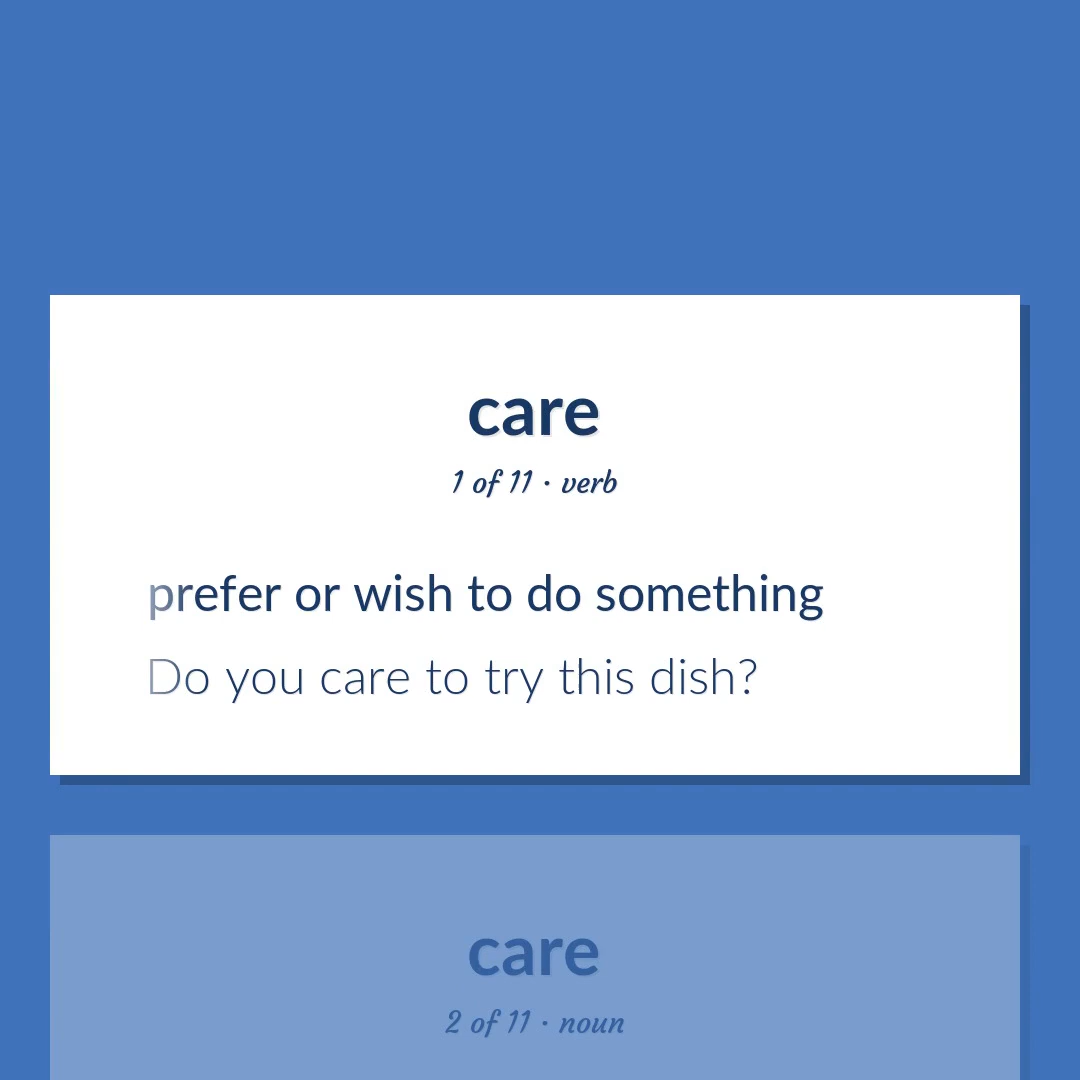 care
1 of 11 · verb
prefer or wish to do something
Do you care to try this dish?
care
2 of 11 · noun